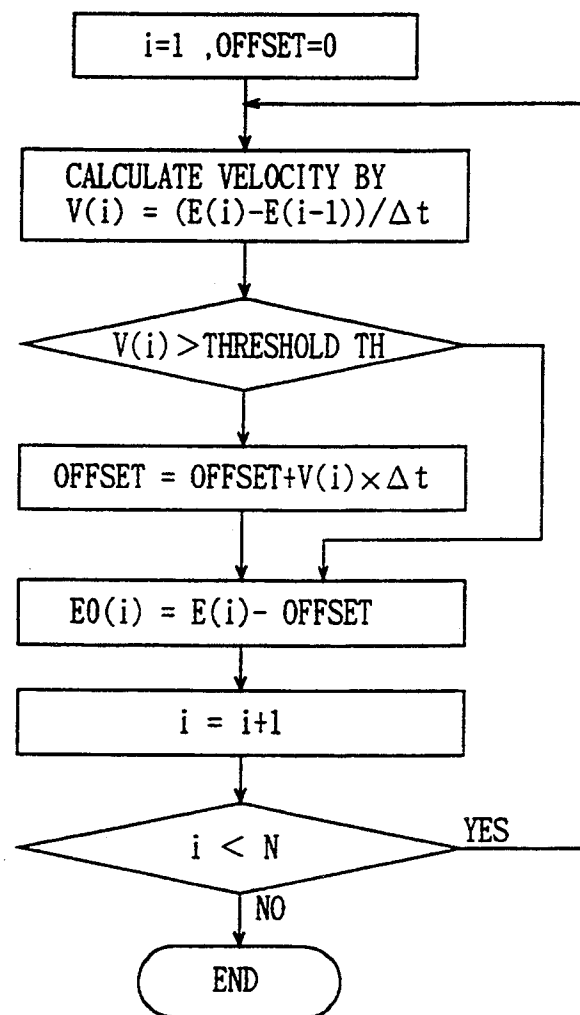 i=1 ,OFFSET=0
CALCULATE VELOCITY BY
V(i) = (E(i)-E(i-1))/Δt
V(i)>THRESHOLD TH
OFFSET = OFFSET+V(i)×Δt
E0(i) = E(i)- OFFSET
i = i+1
i < N
YES
NO
END